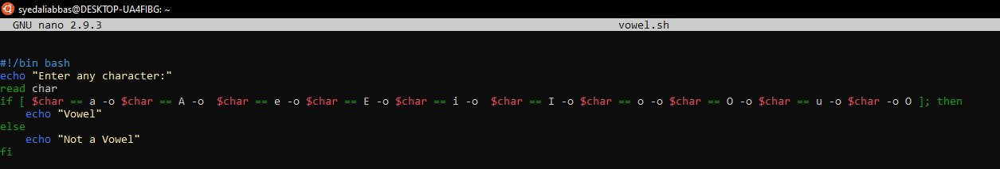 syedaliabbas@DESKTOP-UA4FIBG: ~
GNU nano 2.9.3 vowel.sh
#!/bin bash
echo "Enter any character:"
read char
if [ $char == a -o $char == A -o  $char == e -o $char == E -o $char == i -o  $char == I -o $char == o -o $char == O -o $char == u -o $char -o O ]; then
    echo "Vowel"
else
    echo "Not a Vowel"
fi